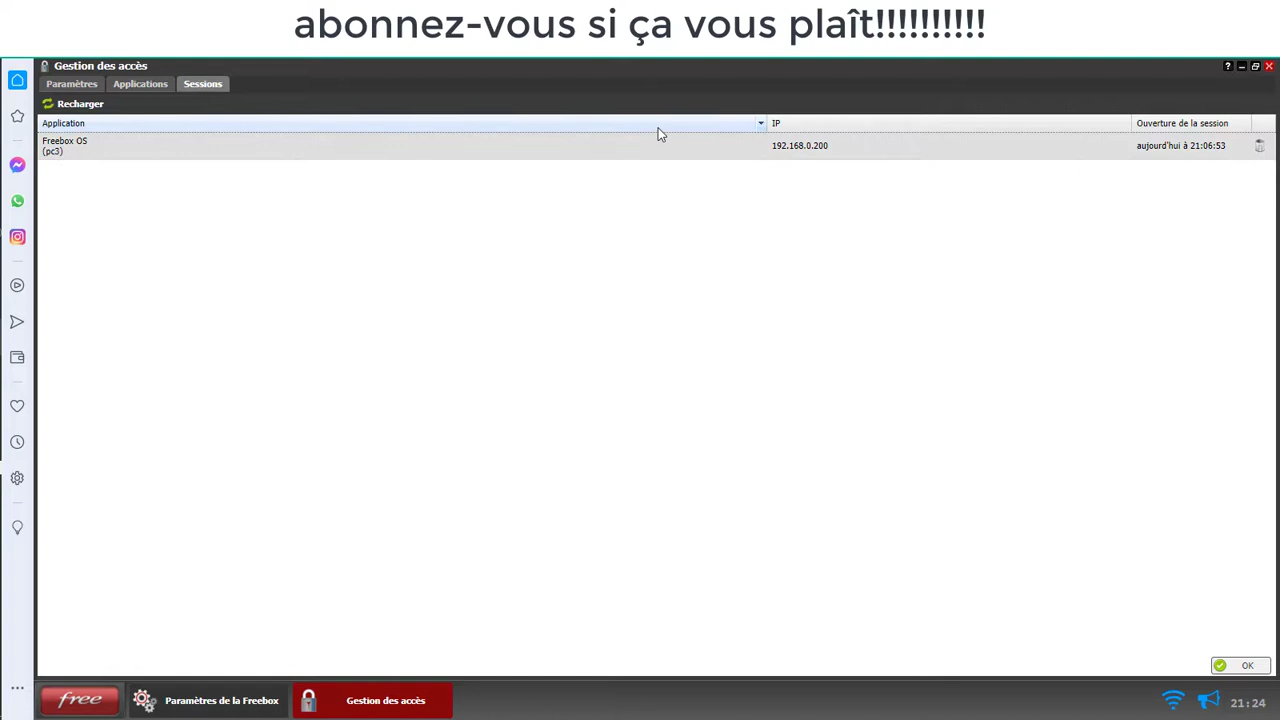 abonnez-vous si ça vous plaît!!!!!!!!!!
Gestion des accès
Paramètres Applications Sessions
Recharger
Application IP Ouverture de la session
Freebox OS
(pc3) 192.168.0.200 aujourd'hui à 21:06:53
OK
free Paramètres de la Freebox Gestion des accès 21:24